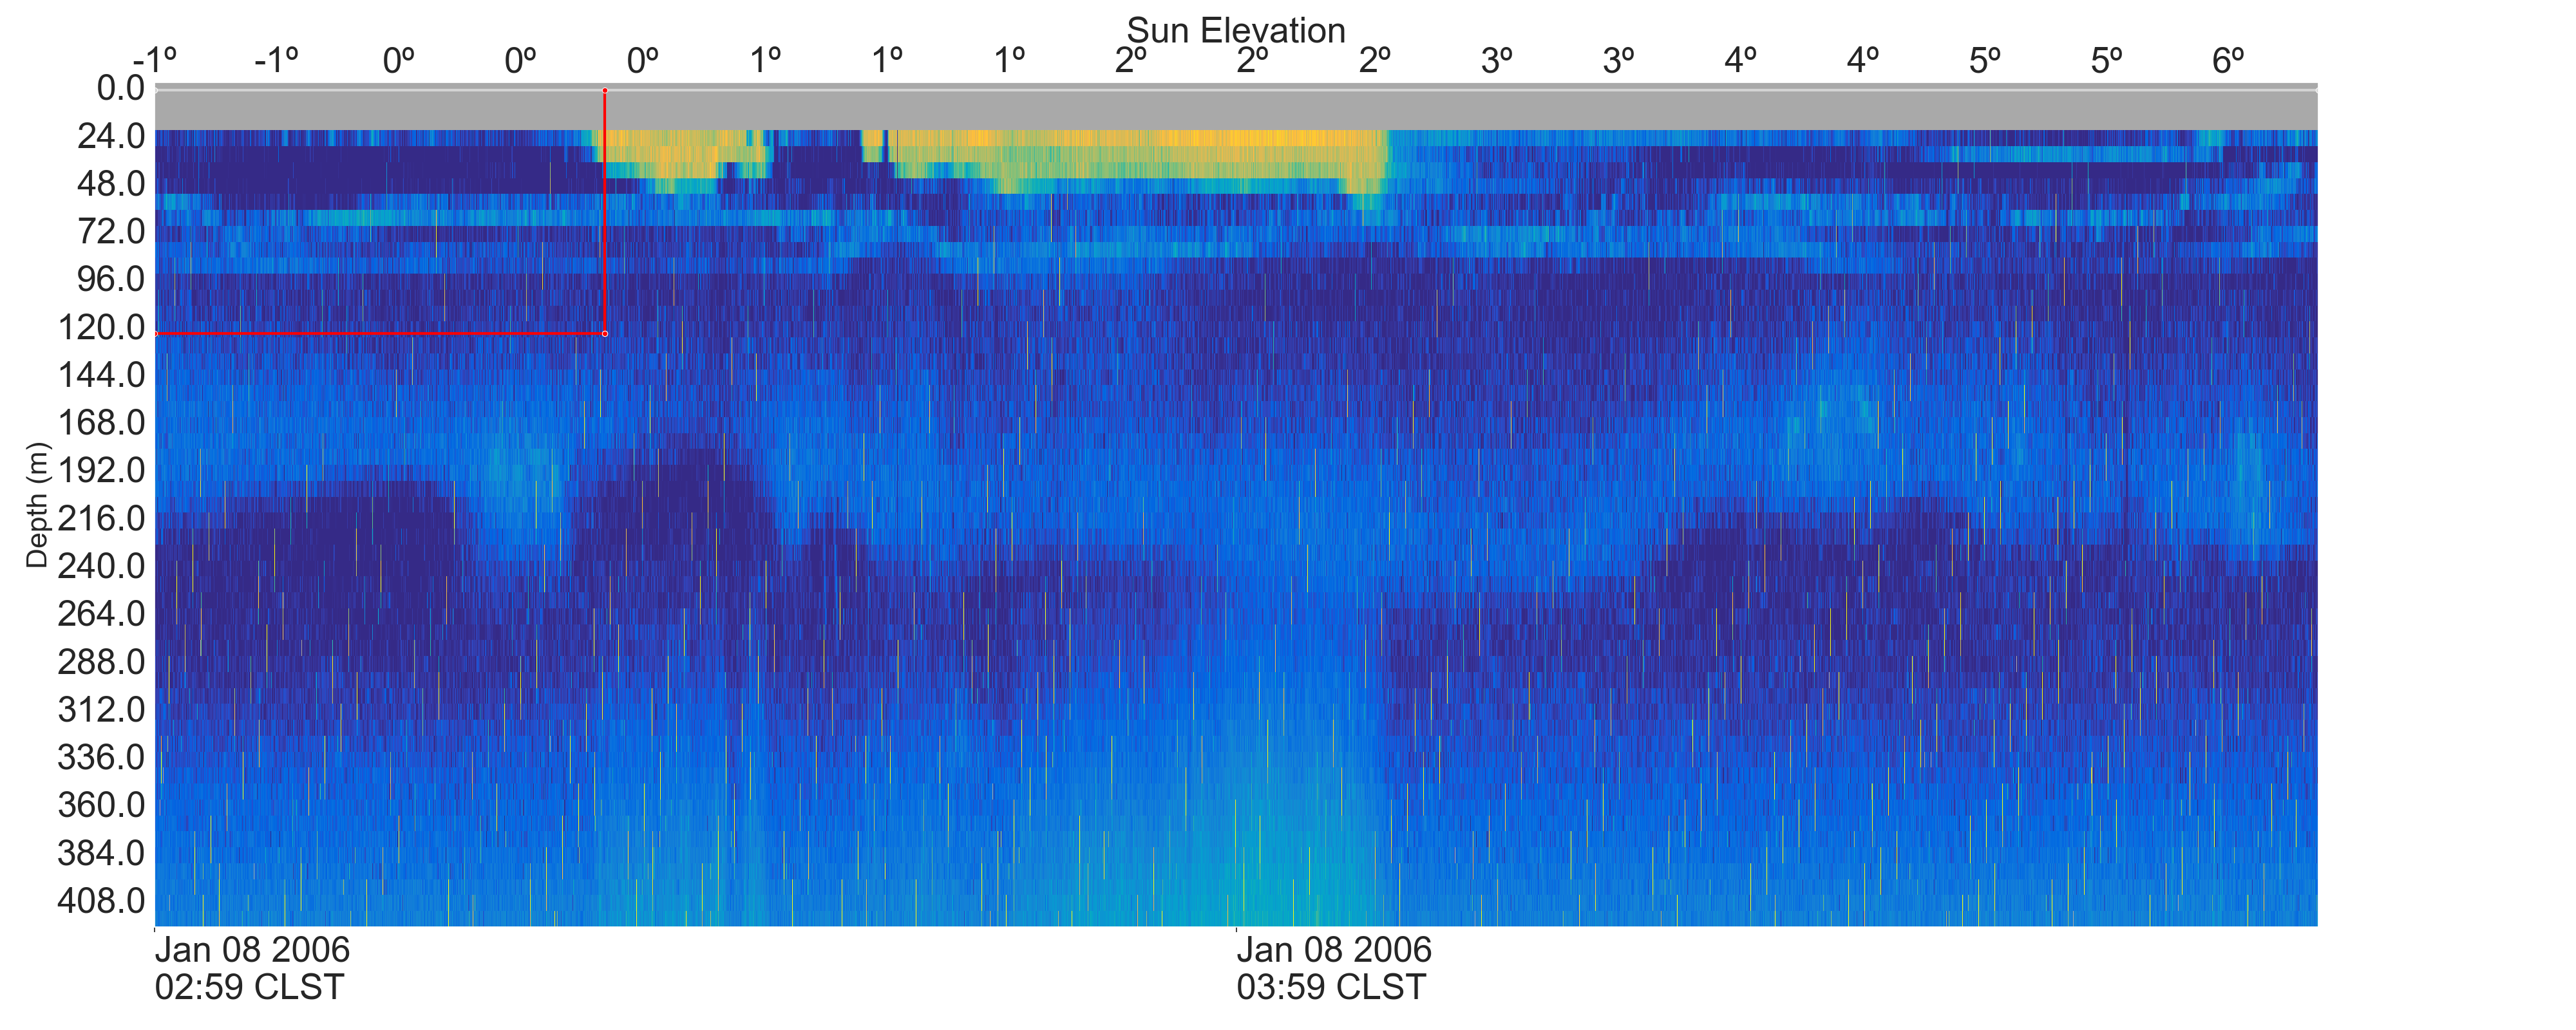 Sun Elevation
-1º -1º 0º 0º 0º 1º 1º 1º 2º 2º 2º 3º 3º 4º 4º 5º 5º 6º
0.0
24.0
48.0
72.0
96.0
120.0
144.0
168.0
192.0
216.0
240.0
264.0
288.0
312.0
336.0
360.0
384.0
408.0
Depth (m)
Jan 08 2006
02:59 CLST
Jan 08 2006
03:59 CLST